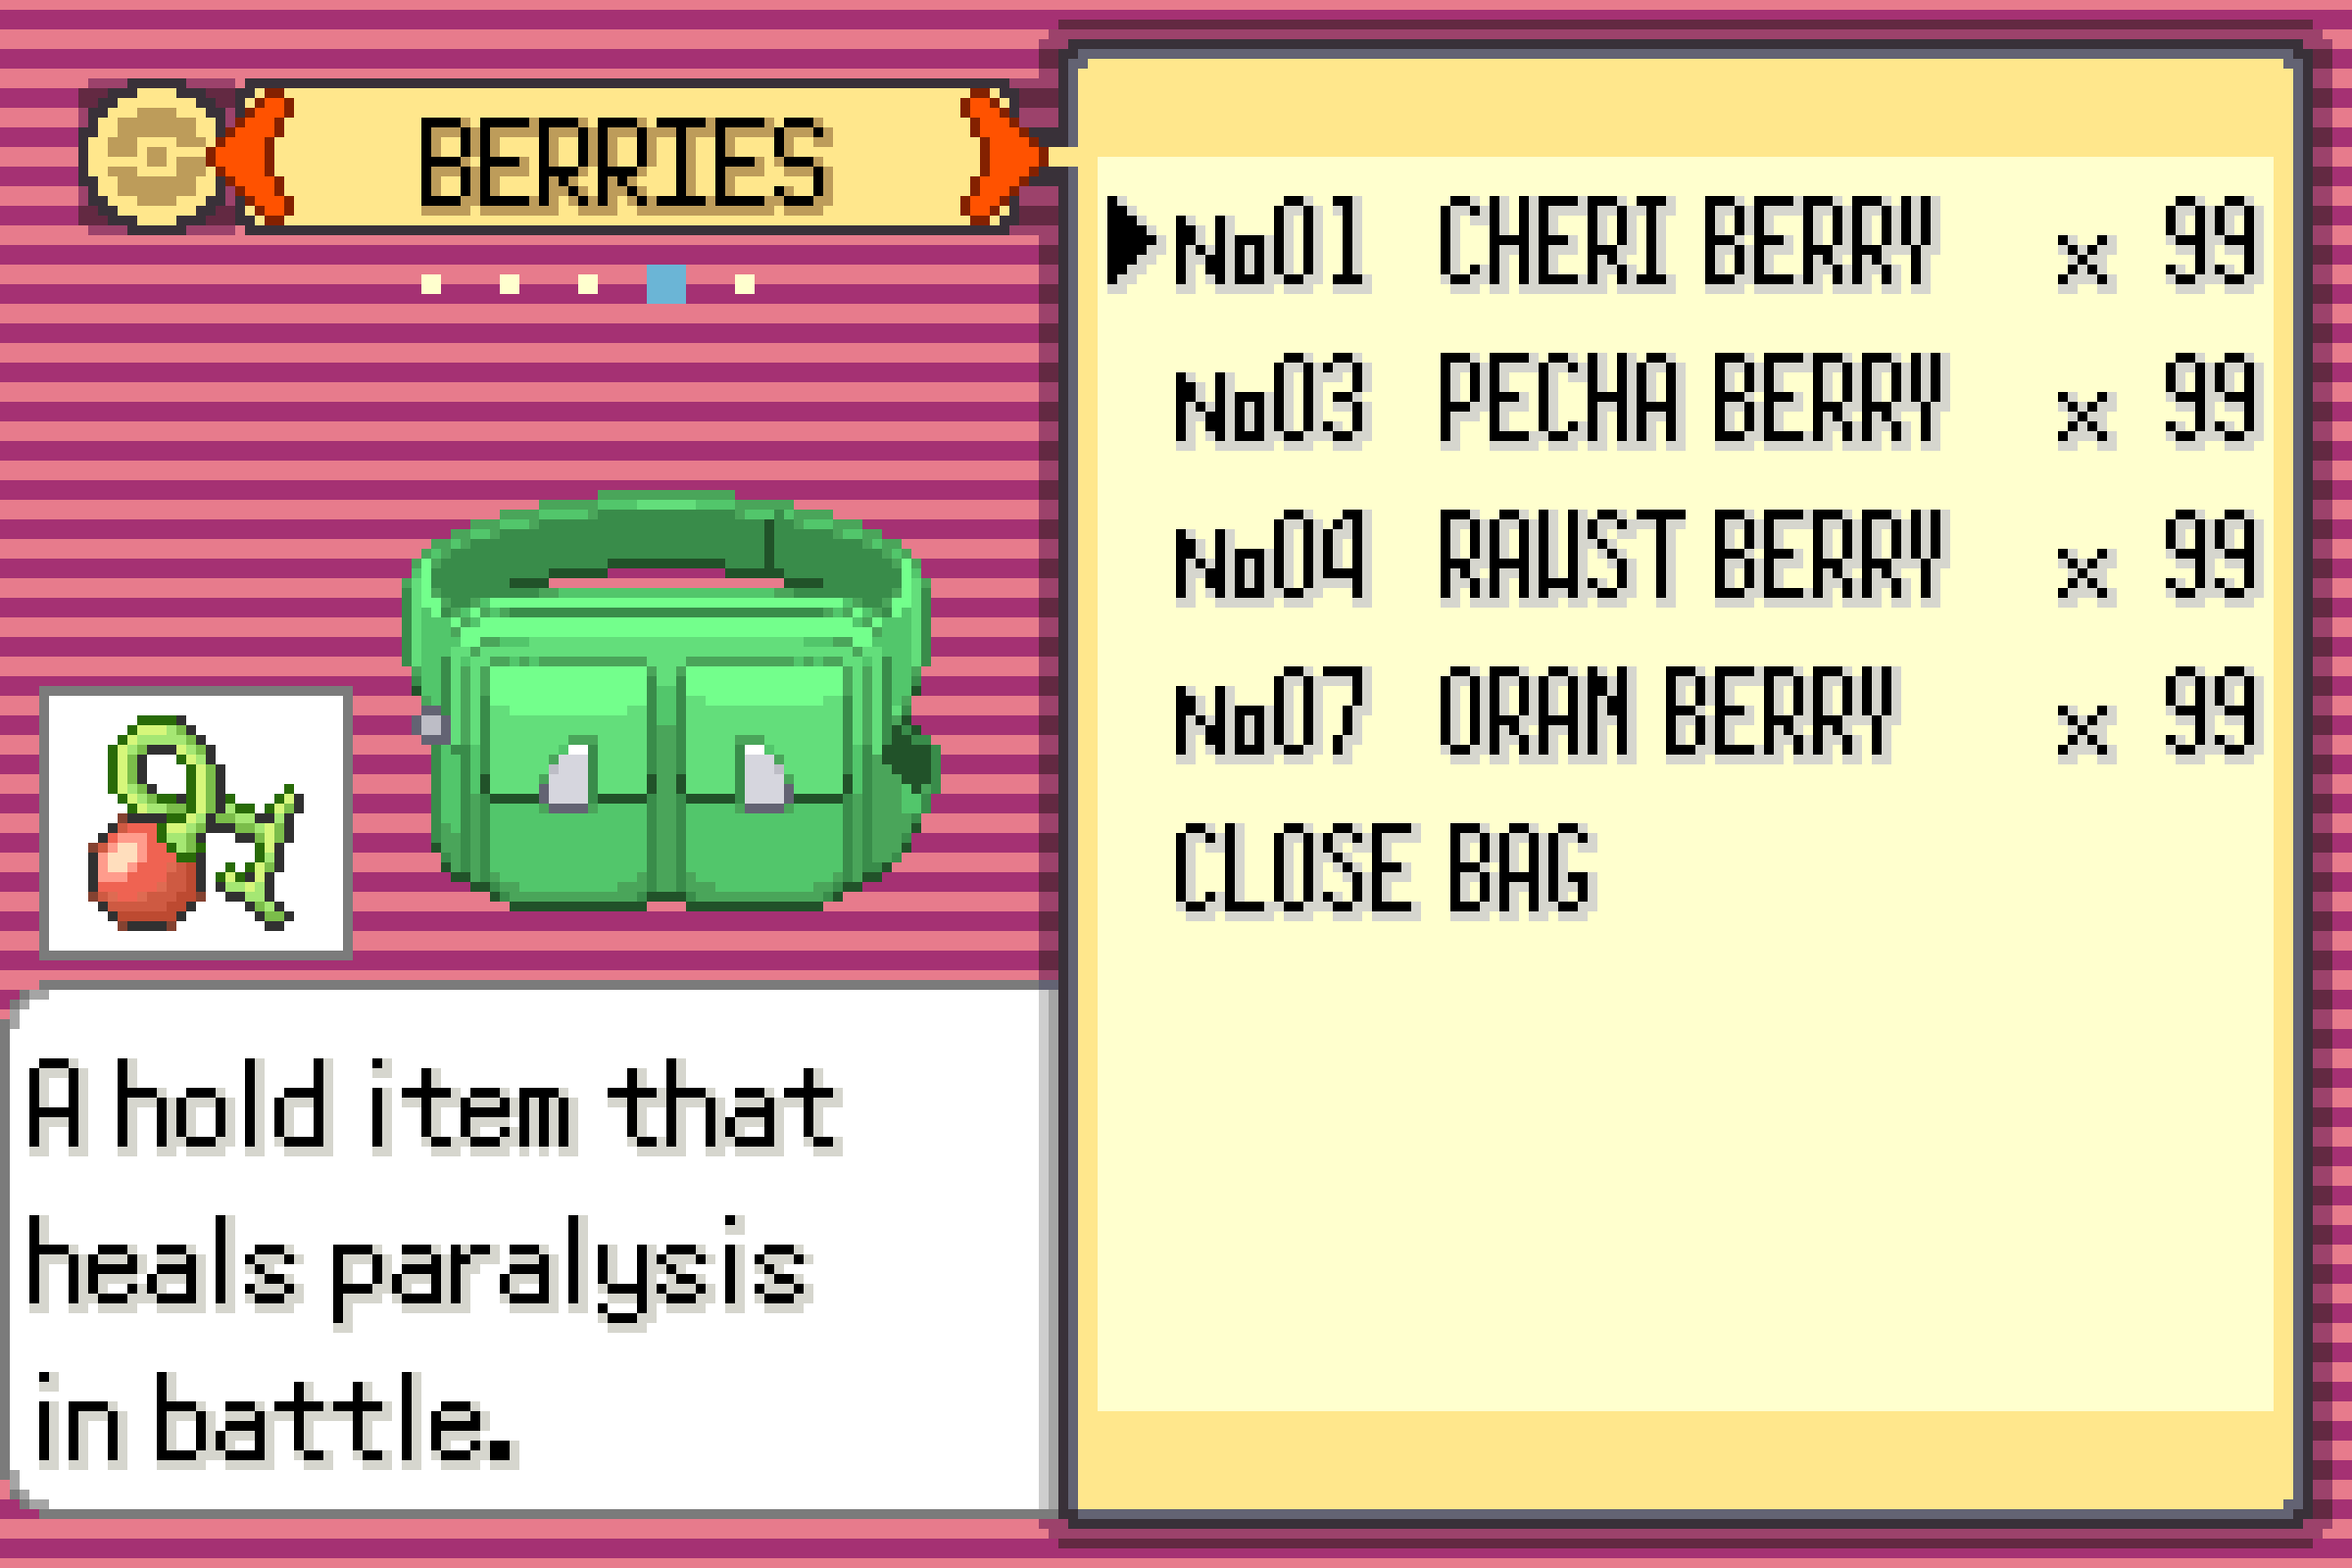 BERRIES
No01 CHERI BERRY x 99
No03 PECHA BERRY x 99
No04 RAWST BERRY x 99
No07 ORAN BERRY x 99
CLOSE BAG
A hold item that
heals paralysis
in battle.